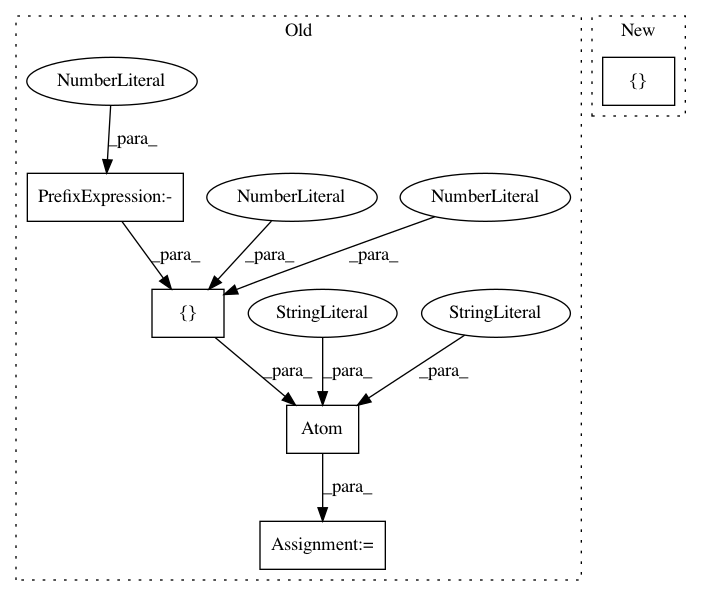 Old
New
NumberLiteral
{}
_para_
PrefixExpression:-
NumberLiteral
NumberLiteral
_para_
_para_
_para_
{}
StringLiteral
StringLiteral
_para_
_para_
_para_
Atom
_para_
Assignment:=